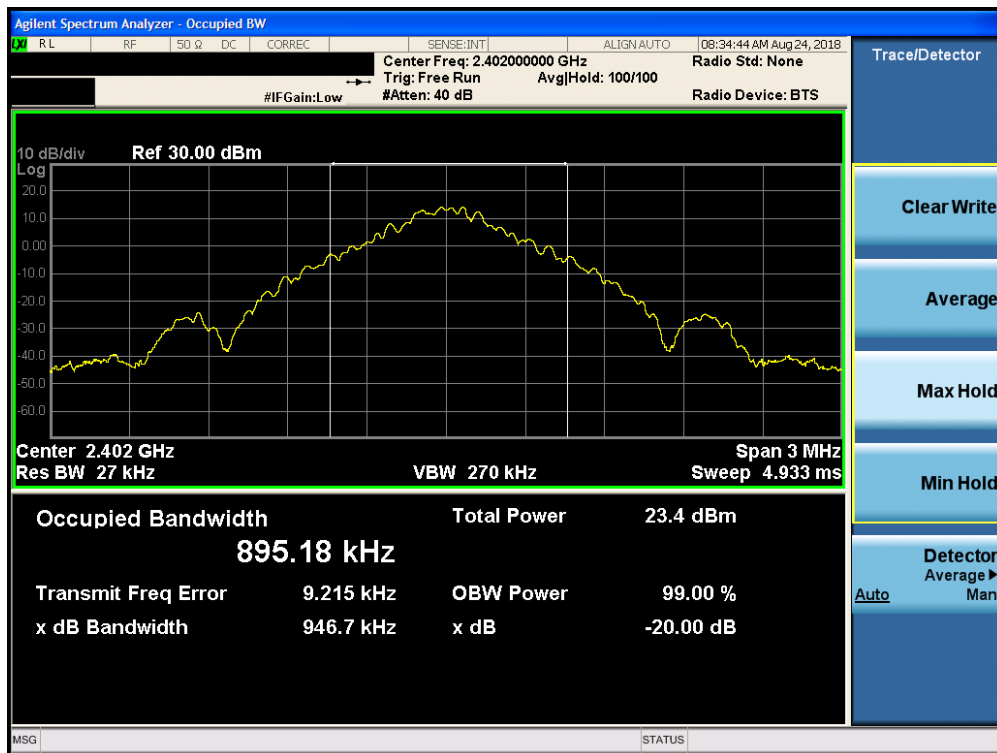 Agilent Spectrum Analyzer - Occupied BW
LXI RL RF 50 Ω DC CORREC SENSE:INT ALIGN AUTO 08:34:44 AM Aug 24, 2018
Center Freq: 2.402000000 GHz Radio Std: None
Trig: Free Run Avg|Hold: 100/100
#IFGain:Low #Atten: 40 dB Radio Device: BTS
10 dB/div Ref 30.00 dBm
Log
20.0
10.0
0.00
-10.0
-20.0
-30.0
-40.0
-50.0
-60.0
Center 2.402 GHz Span 3 MHz
Res BW 27 kHz VBW 270 kHz Sweep 4.933 ms
Occupied Bandwidth Total Power 23.4 dBm
895.18 kHz
Transmit Freq Error 9.215 kHz OBW Power 99.00 %
x dB Bandwidth 946.7 kHz x dB -20.00 dB
Trace/Detector
Clear Write
Average
Max Hold
Min Hold
Detector
Average▶
Auto Man
MSG STATUS